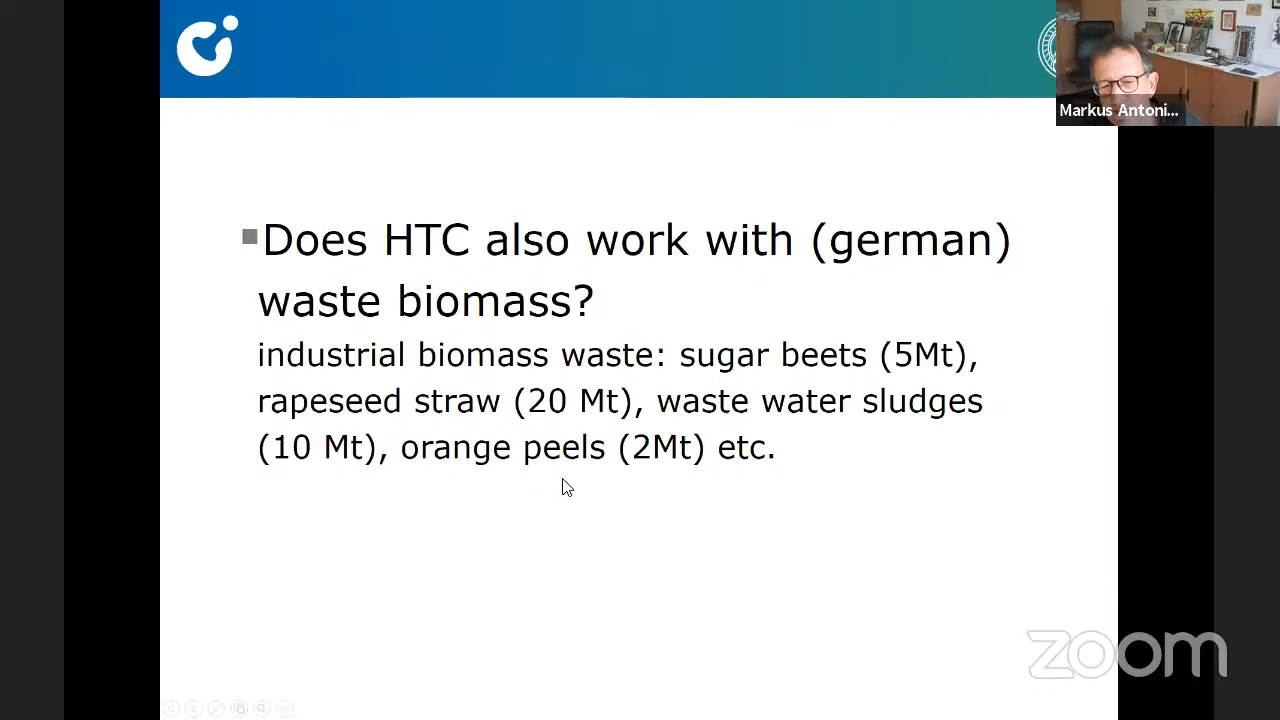 Markus Antoni...
Does HTC also work with (german)
waste biomass?
industrial biomass waste: sugar beets (5Mt),
rapeseed straw (20 Mt), waste water sludges
(10 Mt), orange peels (2Mt) etc.
zoom